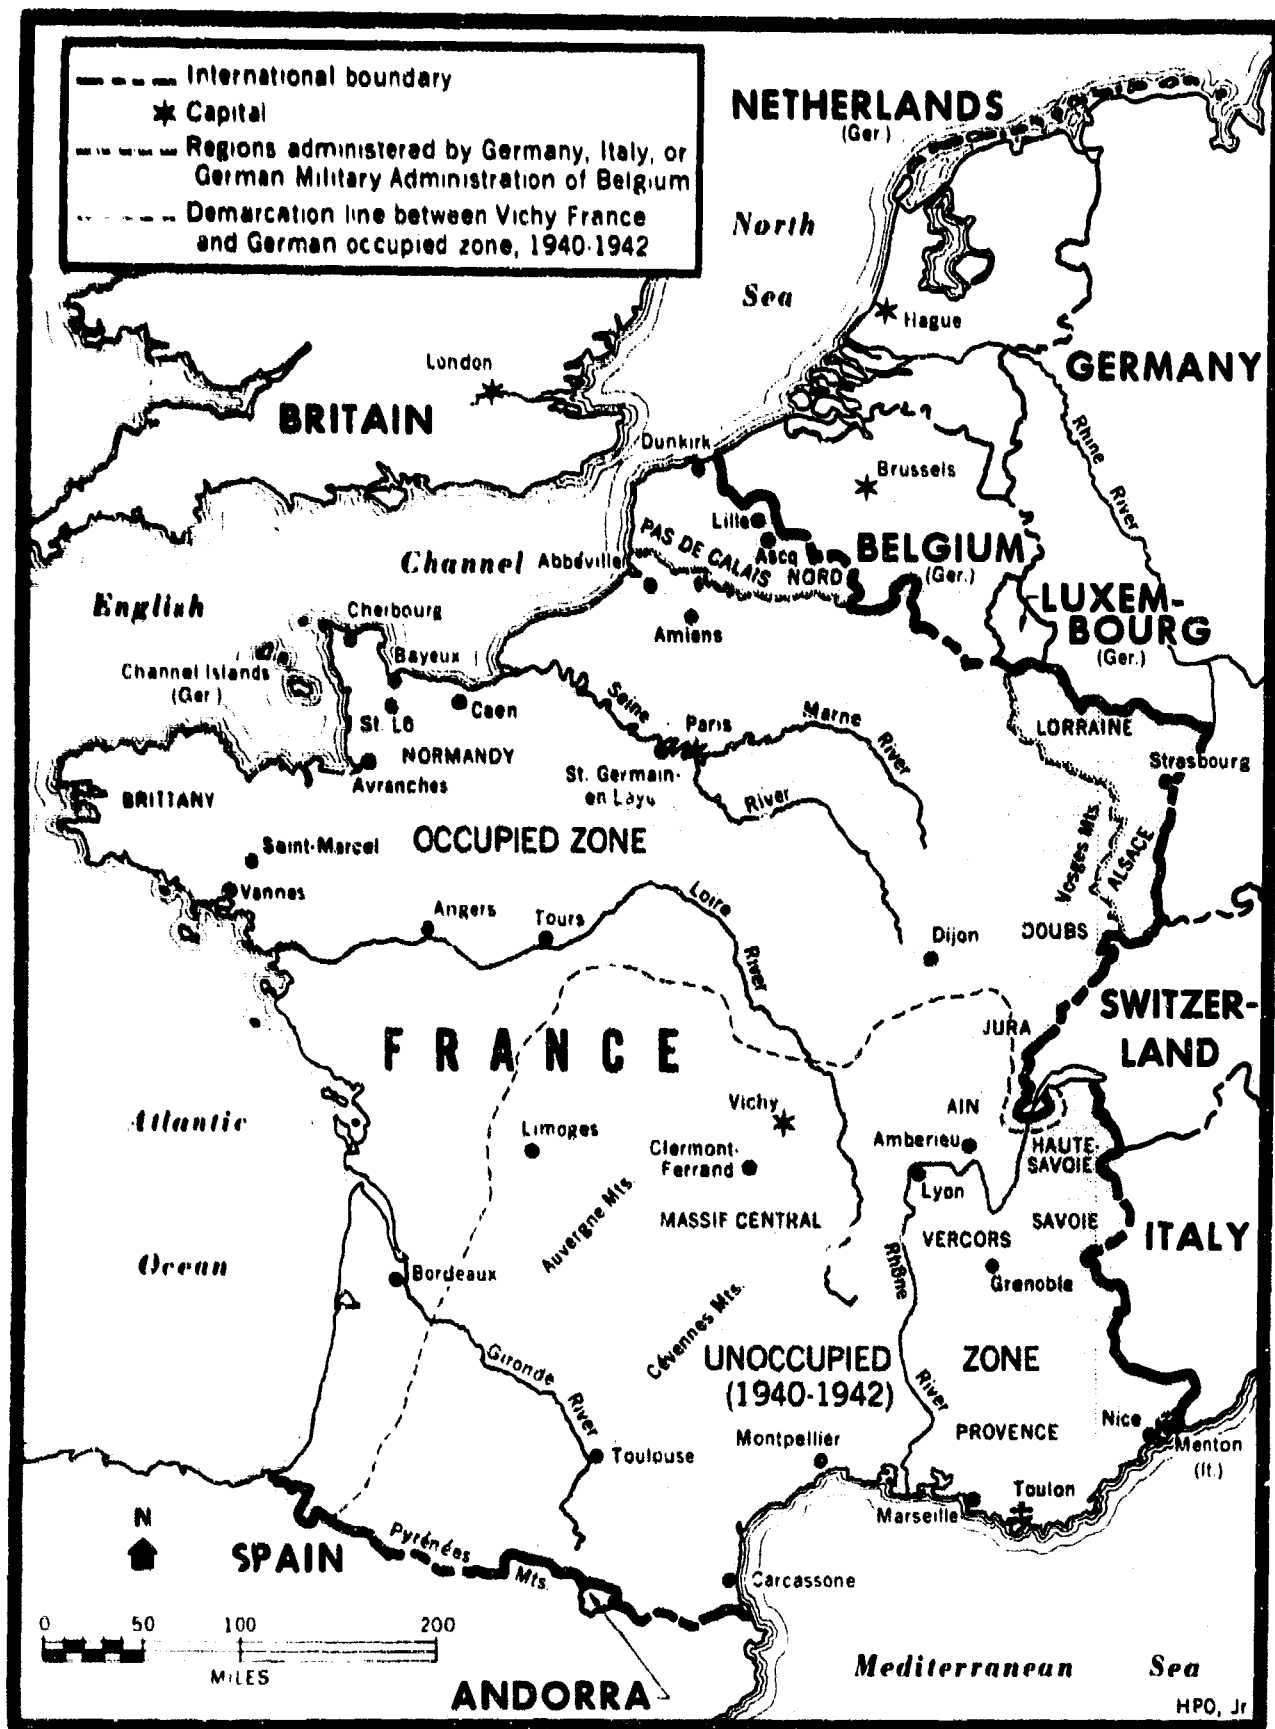 International boundary
Capital
Regions administered by Germany, Italy, or
German Military Administration of Belgium
Demarcation line between Vichy France
and German occupied zone, 1940-1942
NETHERLANDS
(Ger.)
North
Sea
Hague
London
GERMANY
BRITAIN
Dunkirk
Rhine
River
Brussels
Lille
PAS DE CALAIS
Ascq
NORD
BELGIUM
(Ger.)
Channel
Abbéville
English
LUXEM-
BOURG
(Ger.)
Cherbourg
Amiens
Bayeux
Channel Islands
(Ger.)
St. Lô
Caen
Seine
Paris
Marne
River
LORRAINE
NORMANDY
Strasbourg
Avranches
St. Germain-
en Laye
River
BRITTANY
Vosges Mts.
ALSACE
Saint-Marcel
OCCUPIED ZONE
Vannes
Angers
Tours
Loire
River
Dijon
DOUBS
SWITZER-
LAND
FRANCE
JURA
Vichy
AIN
Atlantic
Limoges
Clermont-
Ferrand
Amberieu
HAUTE-
SAVOIE
Lyon
Auvergne Mts.
MASSIF CENTRAL
SAVOIE
VERCORS
ITALY
Ocean
Bordeaux
Rhône
Grenoble
Cévennes Mts.
UNOCCUPIED
(1940-1942)
ZONE
Gironde
River
River
Nice
Menton
(It.)
PROVENCE
Montpellier
Toulouse
Toulon
Marseille
N
SPAIN
Pyrénées
Mts.
Carcassone
0 50 100 200
MILES
ANDORRA
Mediterranean Sea
HPO, Jr